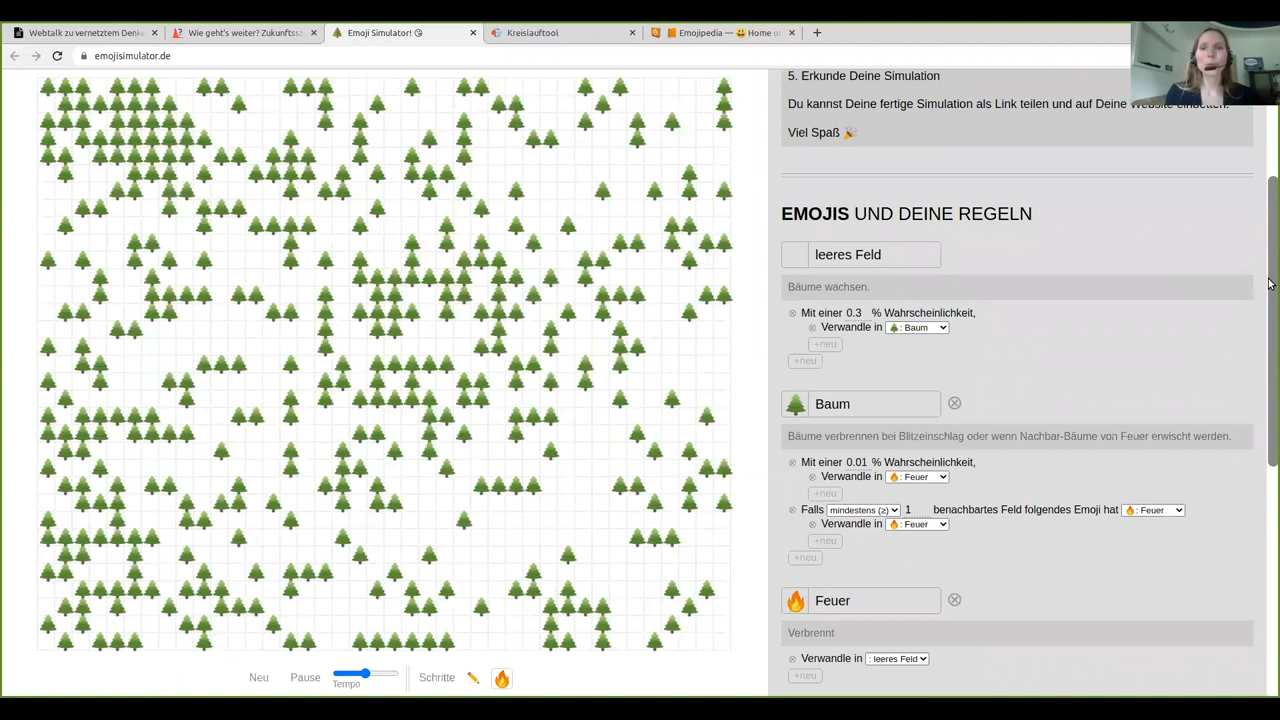 Webtalk zu vernetztem Denk
Wie geht's weiter? Zukunftssz
Emoji Simulator!
Kreislauftool
Emojipedia — 😃 Home o
emojisimulator.de
5. Erkunde Deine Simulation
Du kannst Deine fertige Simulation als Link teilen und auf Deine Website einbetten.
Viel Spaß 🎉
EMOJIS UND DEINE REGELN
leeres Feld
Bäume wachsen.
Mit einer 0.3 % Wahrscheinlichkeit,
Verwandle in 🌲: Baum
+neu
+neu
Baum
Bäume verbrennen bei Blitzeinschlag oder wenn Nachbar-Bäume von Feuer erwischt werden.
Mit einer 0.01 % Wahrscheinlichkeit,
Verwandle in 🔥: Feuer
+neu
Falls mindestens (≥) 1 benachbartes Feld folgendes Emoji hat 🔥: Feuer
Verwandle in 🔥: Feuer
+neu
+neu
Feuer
Verbrennt
Verwandle in : leeres Feld
+neu
Neu Pause Tempo Schritte